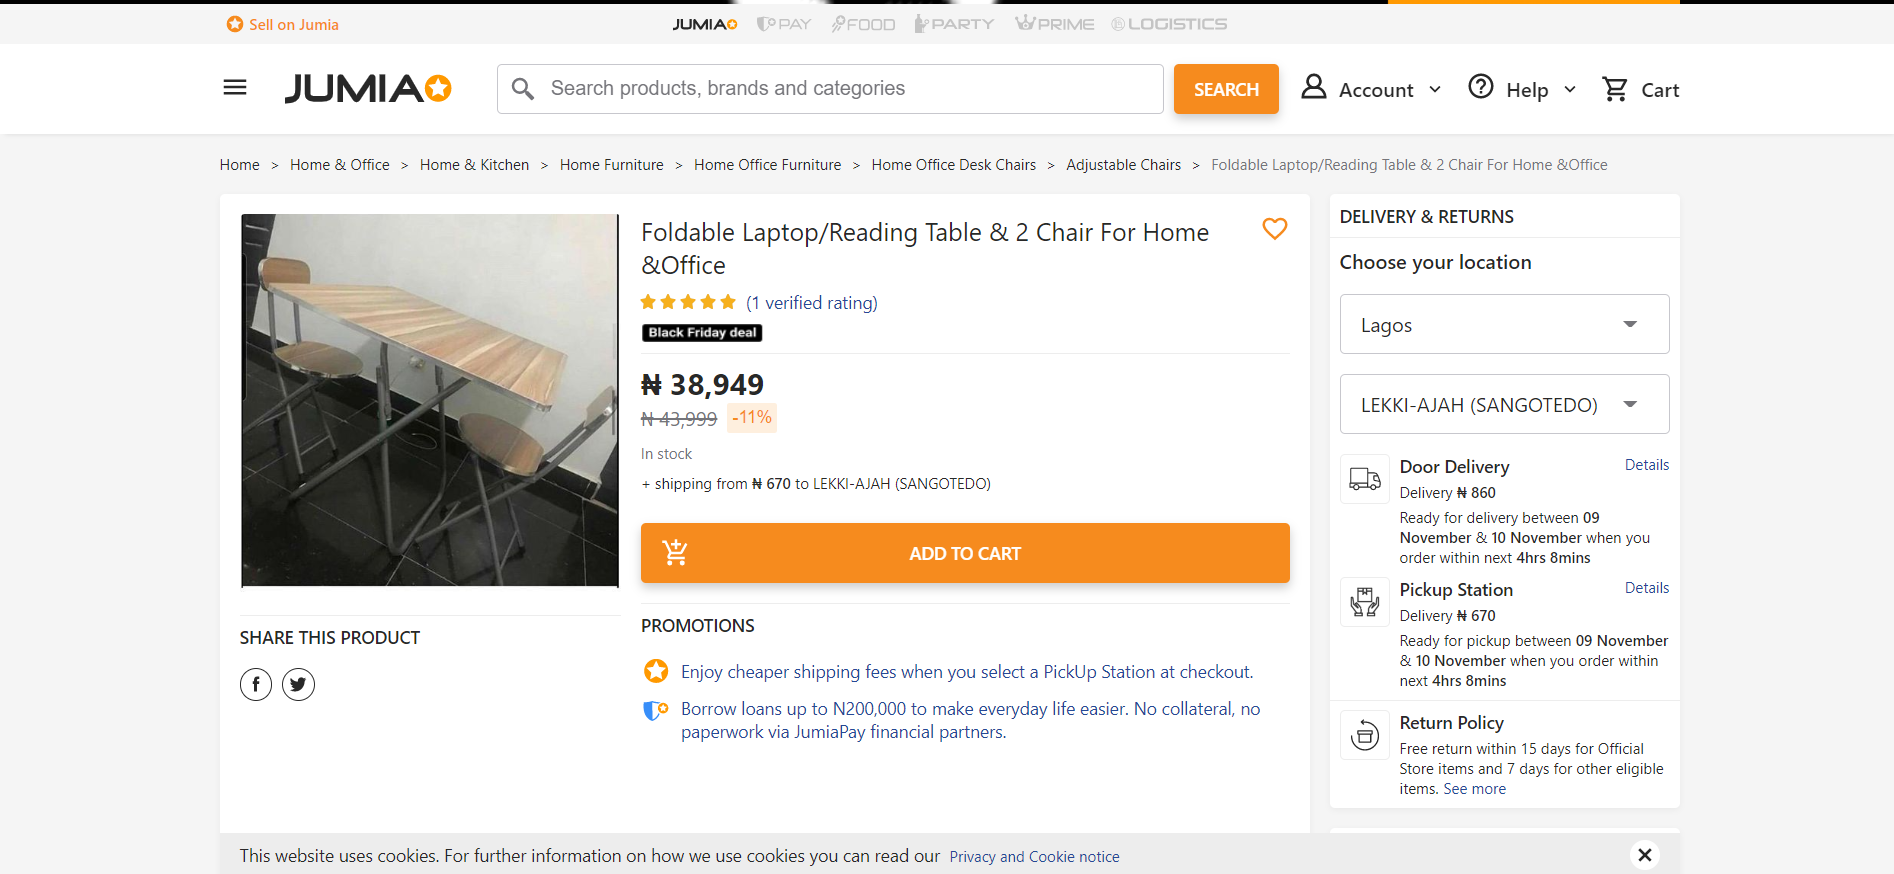 Sell on Jumia
JUMIA PAY FOOD PARTY PRIME LOGISTICS
JUMIA
Search products, brands and categories
SEARCH
Account
Help
Cart
Home > Home & Office > Home & Kitchen > Home Furniture > Home Office Furniture > Home Office Desk Chairs > Adjustable Chairs > Foldable Laptop/Reading Table & 2 Chair For Home &Office
Foldable Laptop/Reading Table & 2 Chair For Home
&Office
(1 verified rating)
Black Friday deal
₦ 38,949
₦ 43,999 -11%
In stock
+ shipping from ₦ 670 to LEKKI-AJAH (SANGOTEDO)
ADD TO CART
SHARE THIS PRODUCT
PROMOTIONS
Enjoy cheaper shipping fees when you select a PickUp Station at checkout.
Borrow loans up to N200,000 to make everyday life easier. No collateral, no
paperwork via JumiaPay financial partners.
DELIVERY & RETURNS
Choose your location
Lagos
LEKKI-AJAH (SANGOTEDO)
Door Delivery Details
Delivery ₦ 860
Ready for delivery between 09
November & 10 November when you
order within next 4hrs 8mins
Pickup Station Details
Delivery ₦ 670
Ready for pickup between 09 November
& 10 November when you order within
next 4hrs 8mins
Return Policy
Free return within 15 days for Official
Store items and 7 days for other eligible
items. See more
This website uses cookies. For further information on how we use cookies you can read our Privacy and Cookie notice